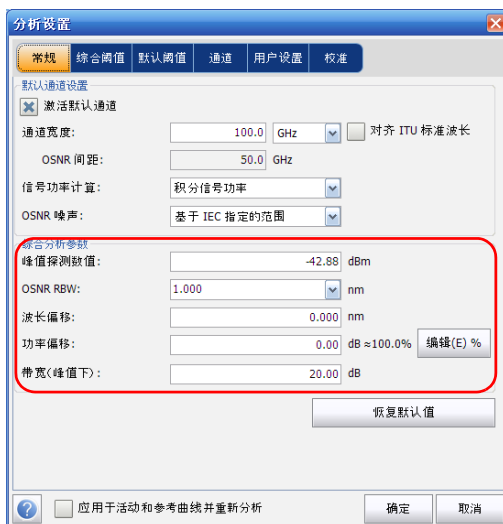 分析设置
常规 综合阈值 默认阈值 通道 用户设置 校准
默认通道设置
激活默认通道
通道宽度: 100.0 GHz 对齐 ITU 标准波长
OSNR 间距: 50.0 GHz
信号功率计算: 积分信号功率
OSNR 噪声: 基于 IEC 指定的范围
综合分析参数
峰值探测数值: -42.88 dBm
OSNR RBW: 1.000 nm
波长偏移: 0.000 nm
功率偏移: 0.00 dB ≈100.0% 编辑(E) %
带宽(峰值下): 20.00 dB
恢复默认值
? 应用于活动和参考曲线并重新分析 确定 取消